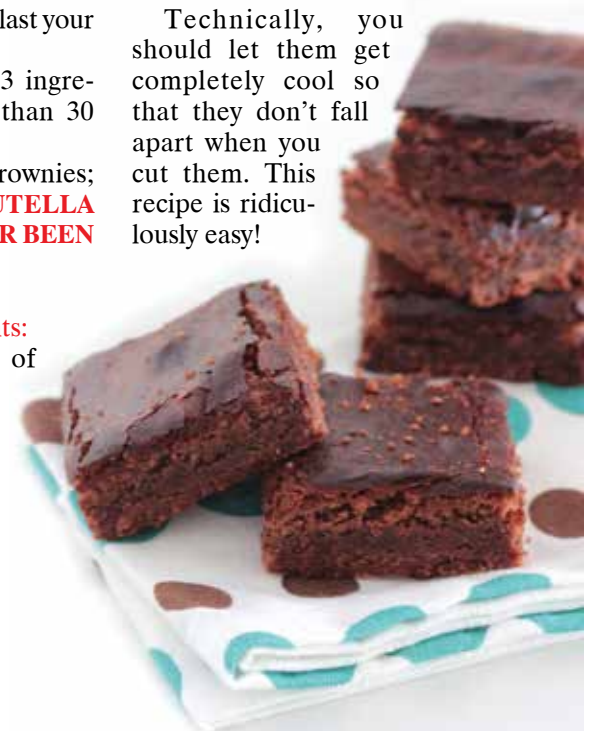 last your
3 ingre-
than 30
rownies;
UTELLA
R BEEN
ts:
of
Technically, you
should let them get
completely cool so
that they don't fall
apart when you
cut them. This
recipe is ridicu-
lously easy!